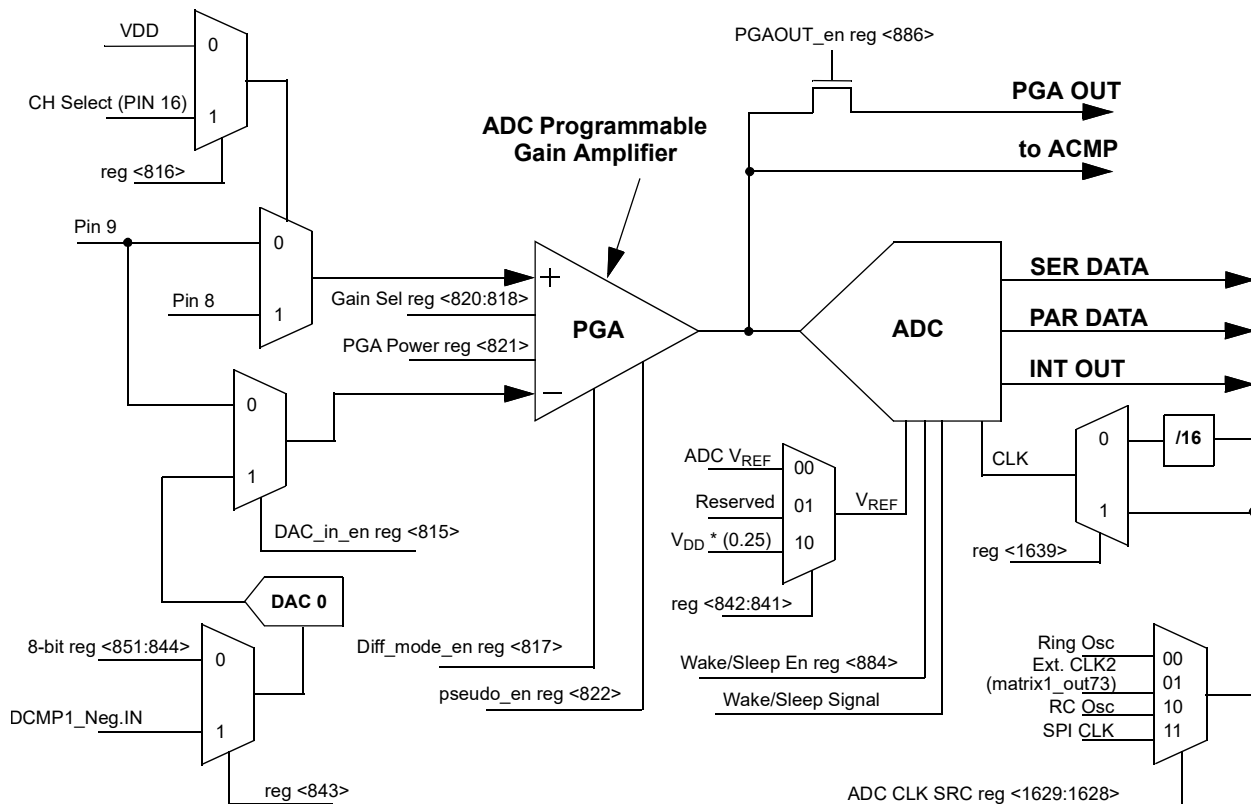 VDD
0
CH Select (PIN 16)
1
reg <816>
PGAOUT_en reg <886>
PGA OUT
to ACMP
ADC Programmable
Gain Amplifier
Pin 9
0
Pin 8
1
+
Gain Sel reg <820:818>
PGA
PGA Power reg <821>
−
ADC
SER DATA
PAR DATA
INT OUT
0
1
DAC_in_en reg <815>
DAC 0
8-bit reg <851:844>
0
DCMP1_Neg.IN
1
reg <843>
Diff_mode_en reg <817>
pseudo_en reg <822>
ADC VREF
00
Reserved
01
VDD * (0.25)
10
VREF
reg <842:841>
Wake/Sleep En reg <884>
Wake/Sleep Signal
CLK
0
/16
1
reg <1639>
Ring Osc
00
Ext. CLK2
(matrix1_out73)
01
RC Osc
10
SPI CLK
11
ADC CLK SRC reg <1629:1628>